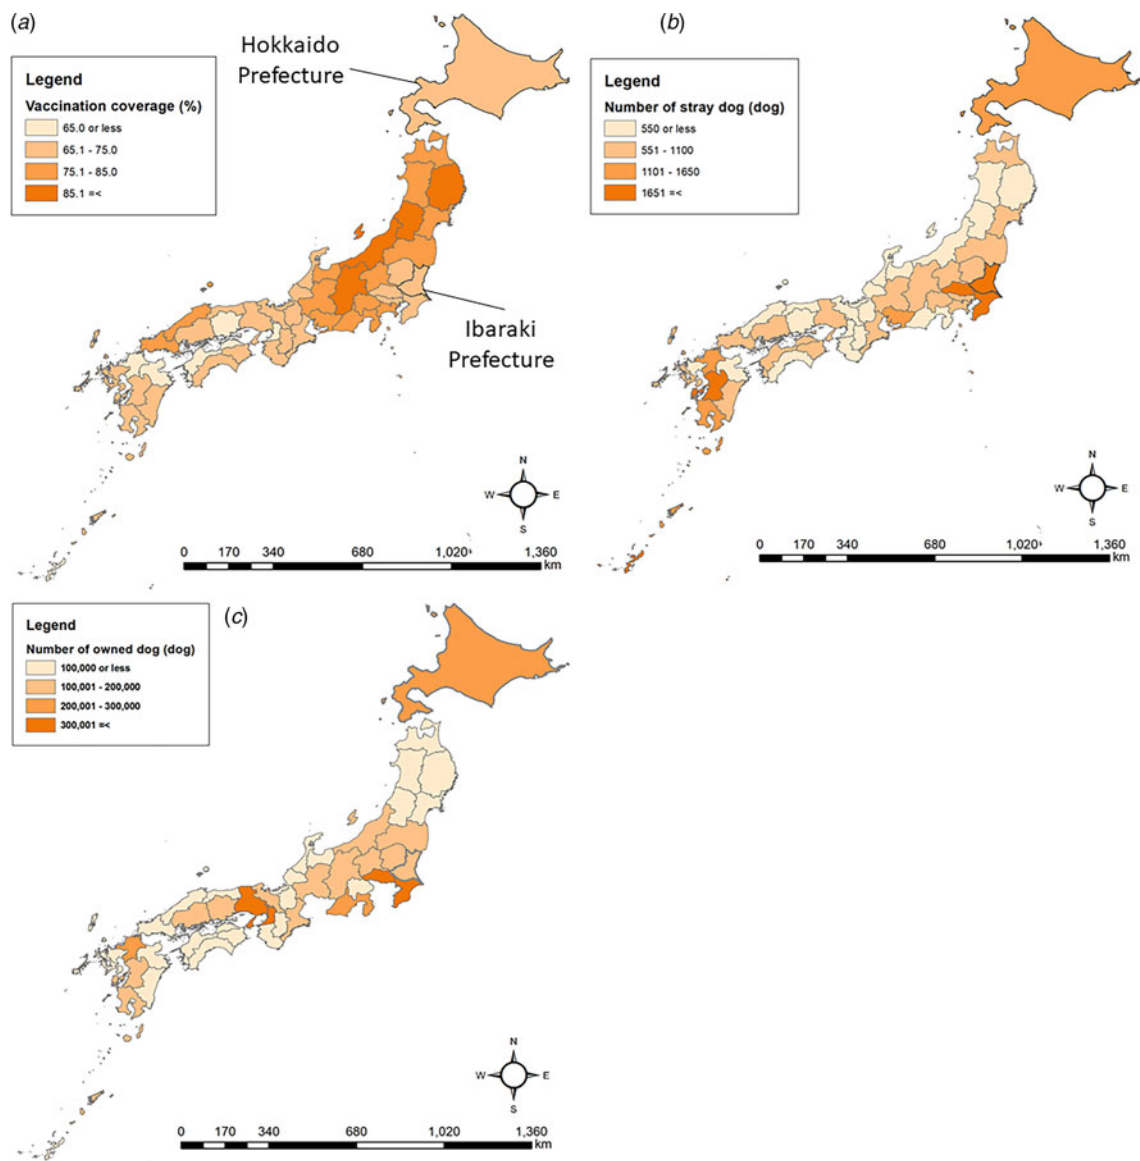 (a)
Hokkaido
Prefecture
Legend
Vaccination coverage (%)
65.0 or less
65.1 - 75.0
75.1 - 85.0
85.1 =<
Ibaraki
Prefecture
N
W E
S
0 170 340 680 1,020 1,360
km
(b)
Legend
Number of stray dog (dog)
550 or less
551 - 1100
1101 - 1650
1651 =<
N
W E
S
0 170 340 680 1,020 1,360
km
(c)
Legend
Number of owned dog (dog)
100,000 or less
100,001 - 200,000
200,001 - 300,000
300,001 =<
N
W E
S
0 170 340 680 1,020 1,360
km